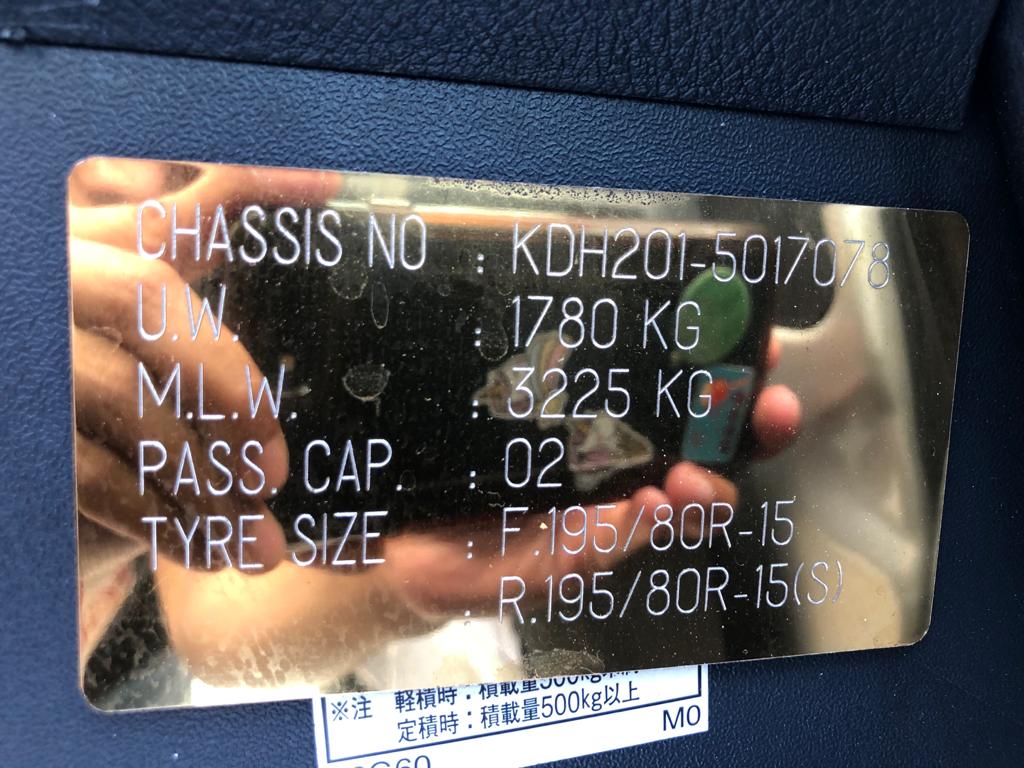 CHASSIS NO : KDH201-5017078
U.W. : 1780 KG
M.L.W. : 3225 KG
PASS. CAP. : 02
TYRE SIZE : F.195/80R-15
: R.195/80R-15(S)
※注 軽積時：積載量500kg
定積時：積載量500kg以上
M0